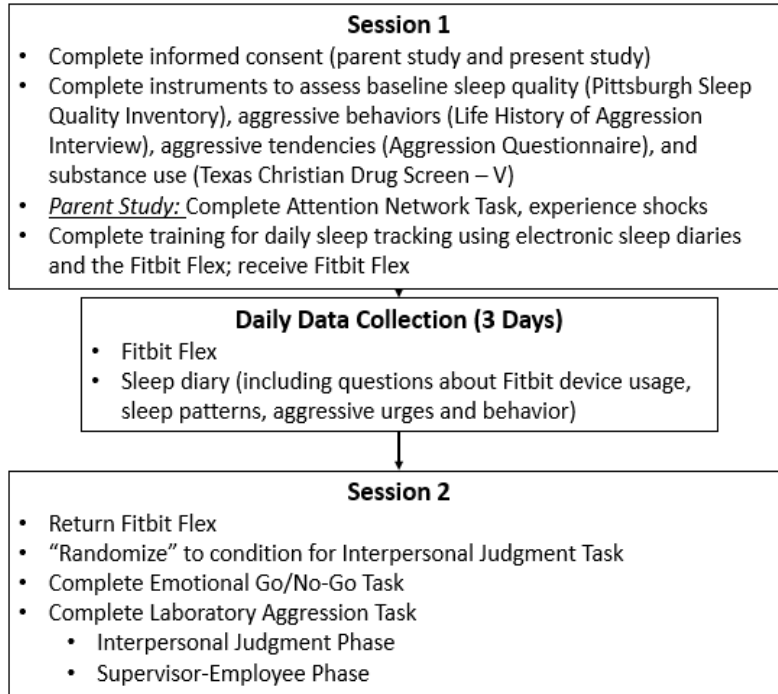 Session 1
• Complete informed consent (parent study and present study)
• Complete instruments to assess baseline sleep quality (Pittsburgh Sleep
Quality Inventory), aggressive behaviors (Life History of Aggression
Interview), aggressive tendencies (Aggression Questionnaire), and
substance use (Texas Christian Drug Screen – V)
• Parent Study: Complete Attention Network Task, experience shocks
• Complete training for daily sleep tracking using electronic sleep diaries
and the Fitbit Flex; receive Fitbit Flex
Daily Data Collection (3 Days)
• Fitbit Flex
• Sleep diary (including questions about Fitbit device usage,
sleep patterns, aggressive urges and behavior)
Session 2
• Return Fitbit Flex
• “Randomize” to condition for Interpersonal Judgment Task
• Complete Emotional Go/No-Go Task
• Complete Laboratory Aggression Task
• Interpersonal Judgment Phase
• Supervisor-Employee Phase